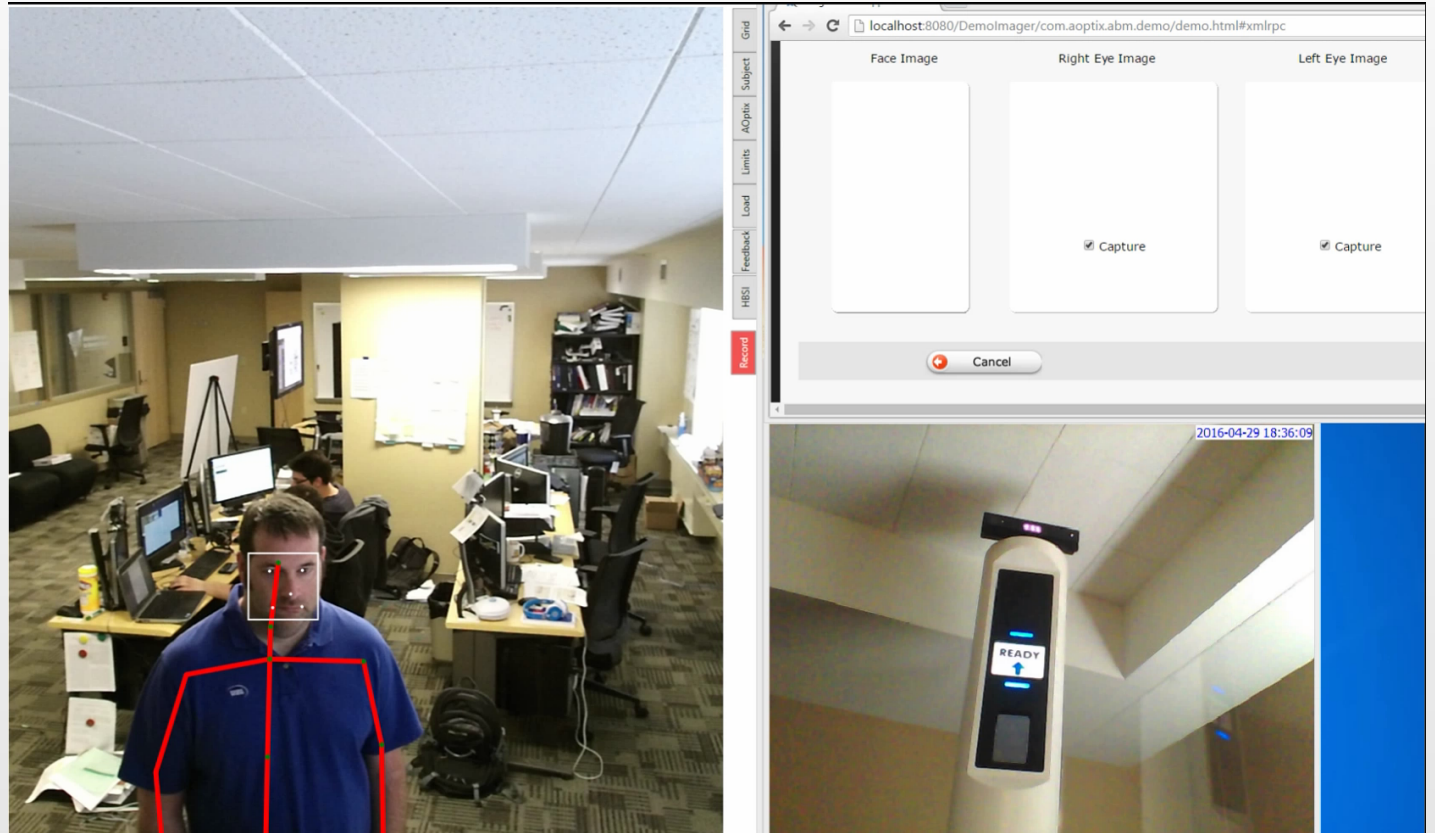 Grid
Subject
AOptix
Limits
Load
Feedback
HBSI
Record
localhost:8080/DemoImager/com.aoptix.abm.demo/demo.html#xmlrpc
Face Image
Right Eye Image
Left Eye Image
Capture
Capture
Cancel
2016-04-29 18:36:09
READY